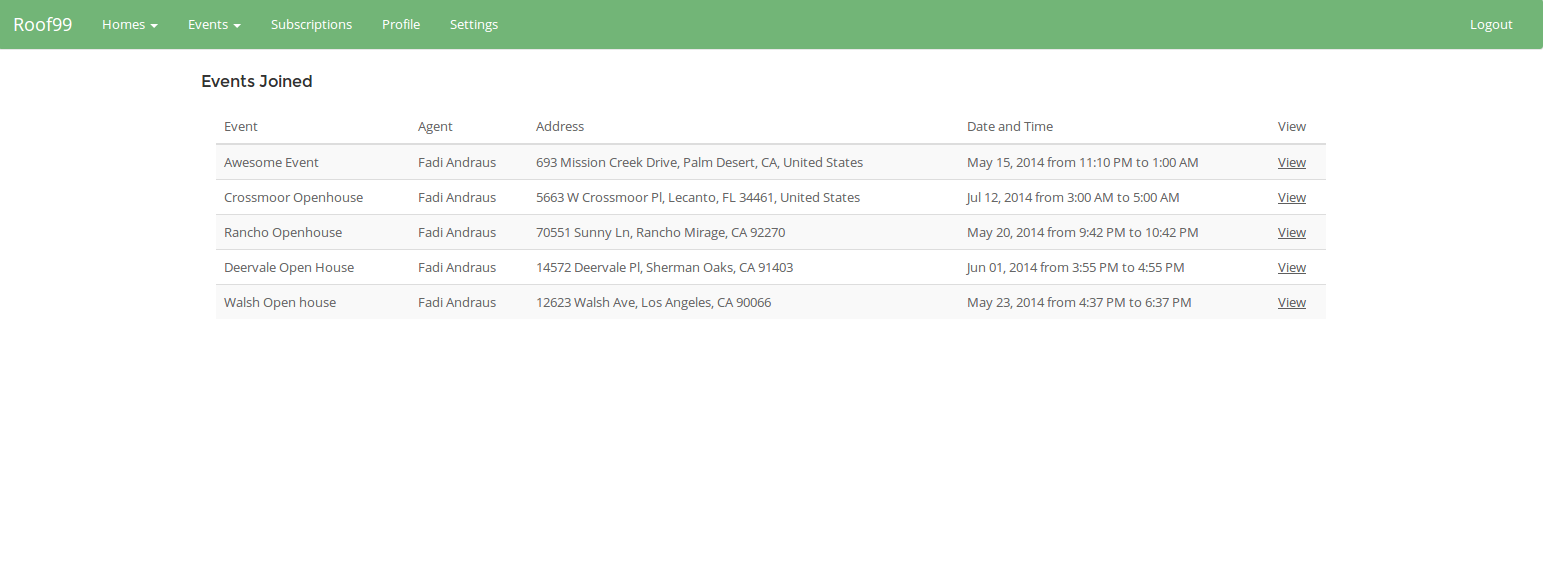 Roof99 Homes Events Subscriptions Profile Settings Logout
Events Joined
Event Agent Address Date and Time View
Awesome Event Fadi Andraus 693 Mission Creek Drive, Palm Desert, CA, United States May 15, 2014 from 11:10 PM to 1:00 AM View
Crossmoor Openhouse Fadi Andraus 5663 W Crossmoor Pl, Lecanto, FL 34461, United States Jul 12, 2014 from 3:00 AM to 5:00 AM View
Rancho Openhouse Fadi Andraus 70551 Sunny Ln, Rancho Mirage, CA 92270 May 20, 2014 from 9:42 PM to 10:42 PM View
Deervale Open House Fadi Andraus 14572 Deervale Pl, Sherman Oaks, CA 91403 Jun 01, 2014 from 3:55 PM to 4:55 PM View
Walsh Open house Fadi Andraus 12623 Walsh Ave, Los Angeles, CA 90066 May 23, 2014 from 4:37 PM to 6:37 PM View